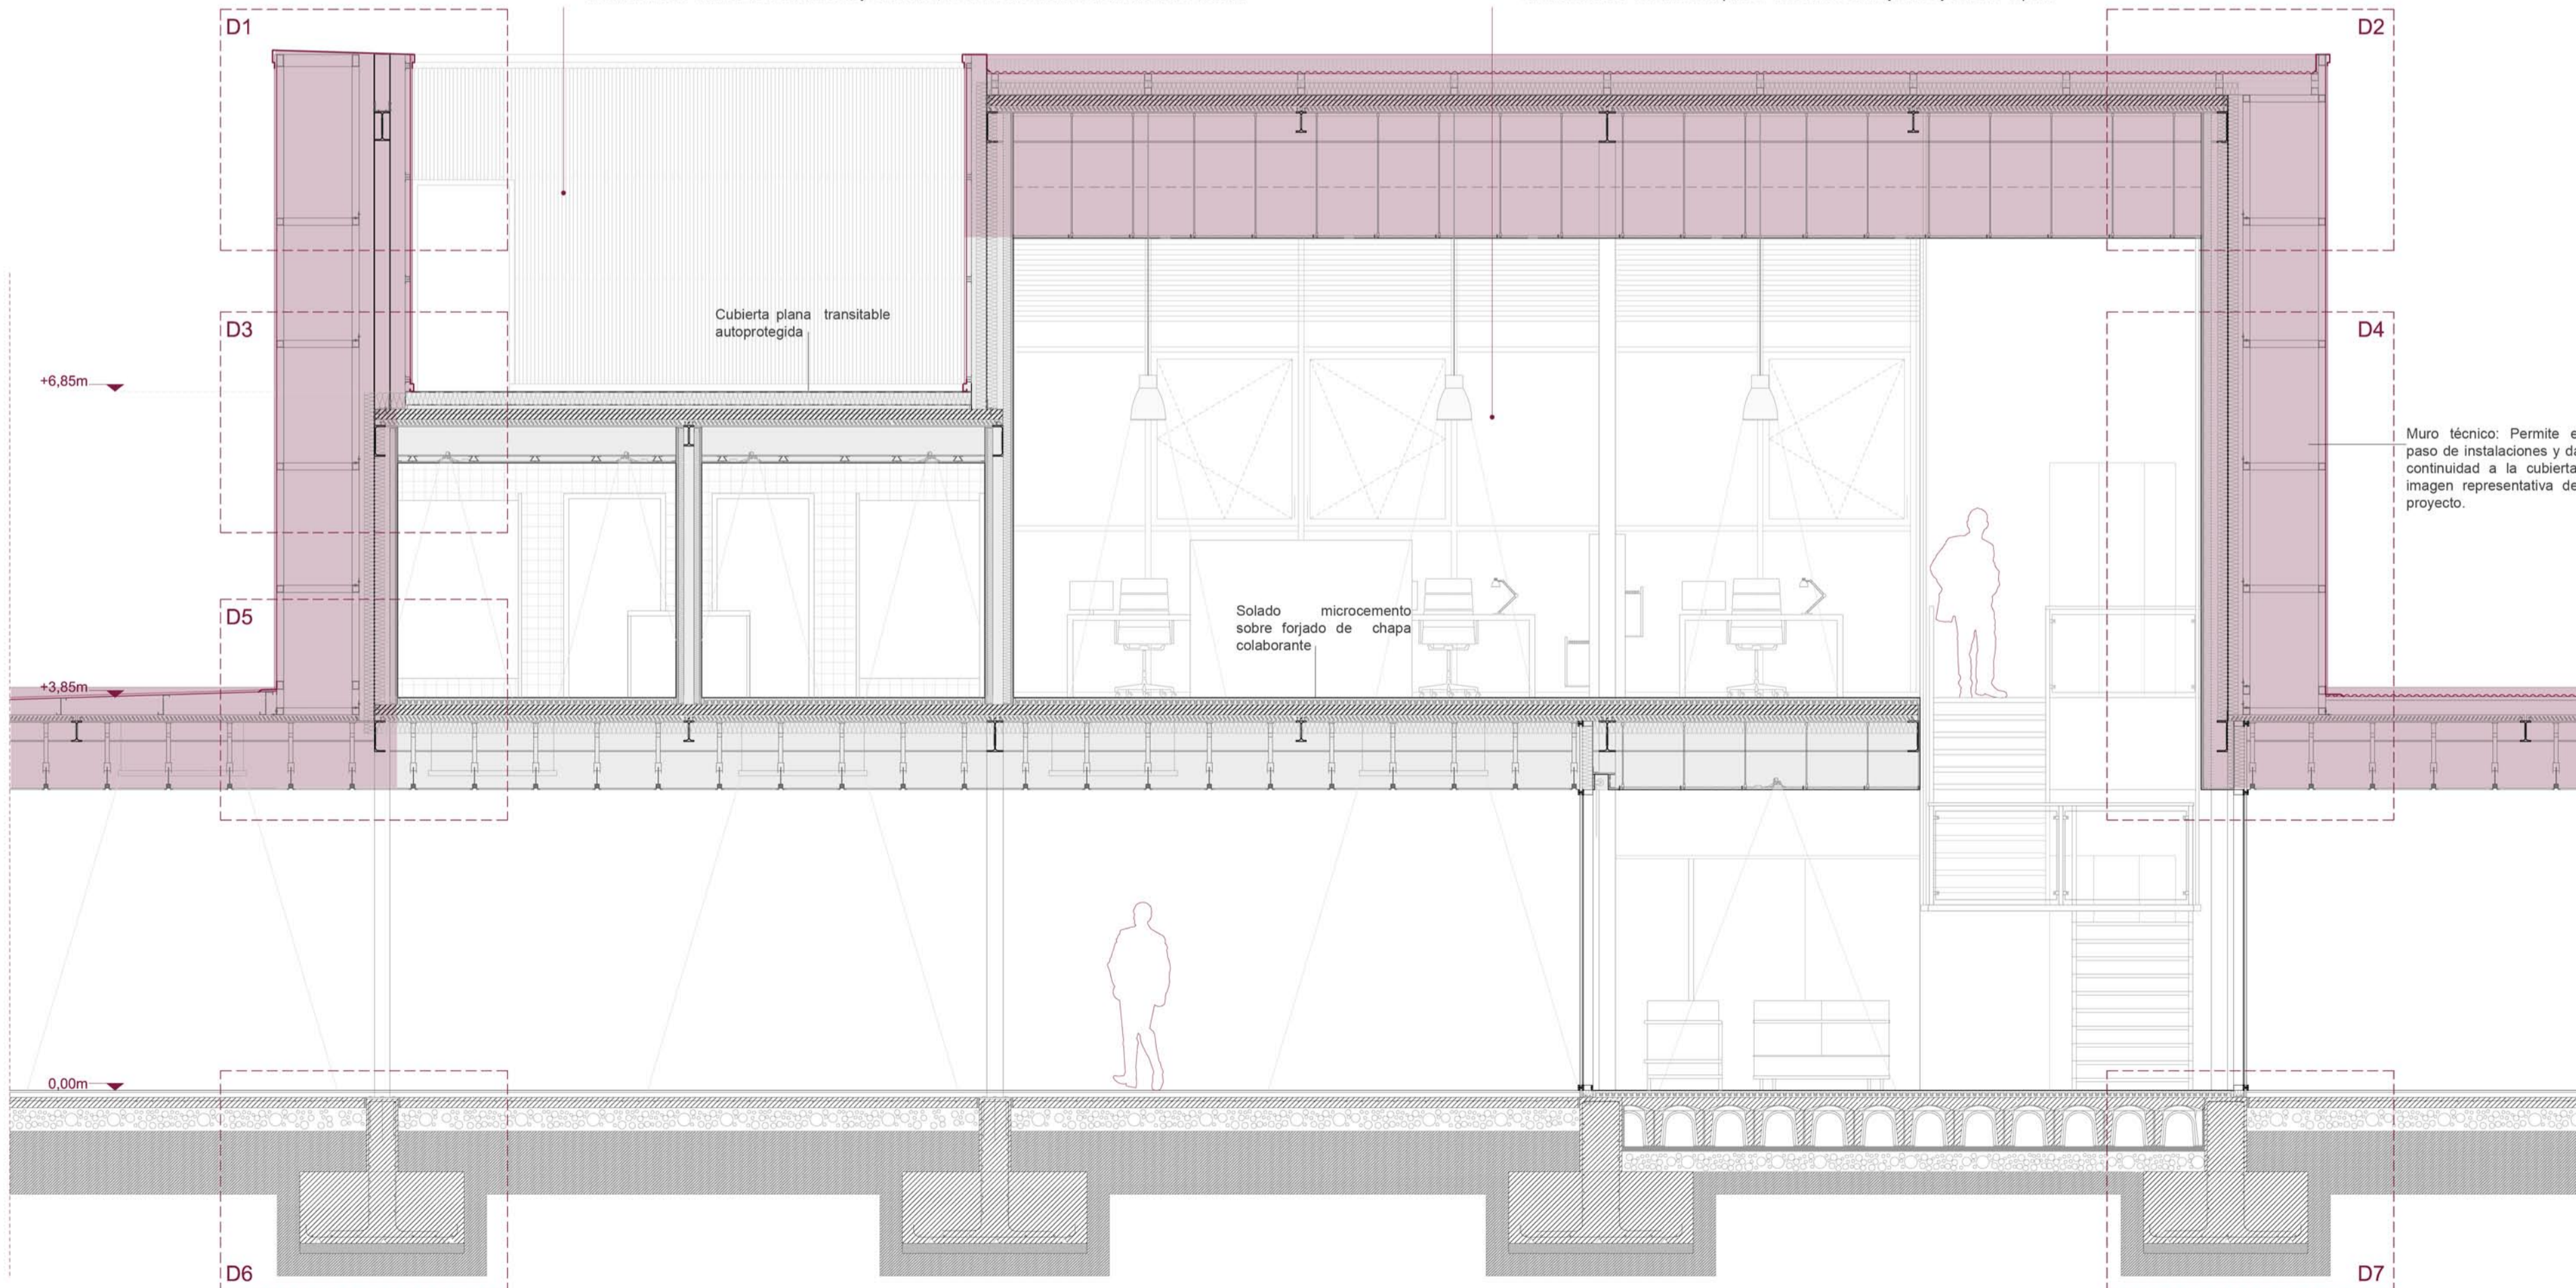 D1
D2
Cubierta plana transitable
autoprotegida
D3
D4
+6,85m
Muro técnico: Permite e
paso de instalaciones y da
continuidad a la cubierta
imagen representativa de
proyecto.
D5
Solado microcemento
sobre forjado de chapa
colaborante
+3,85m
0,00m
D6
D7